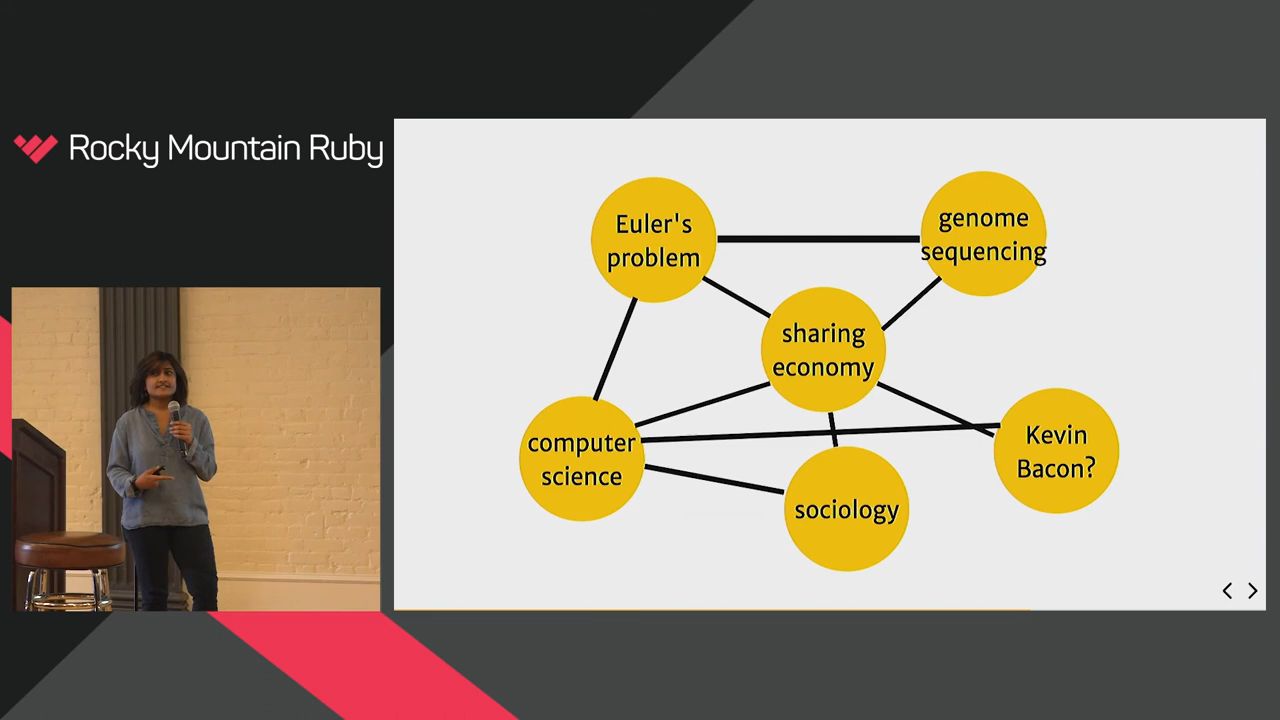 Rocky Mountain Ruby
Euler's
problem
genome
sequencing
sharing
economy
computer
science
Kevin
Bacon?
sociology